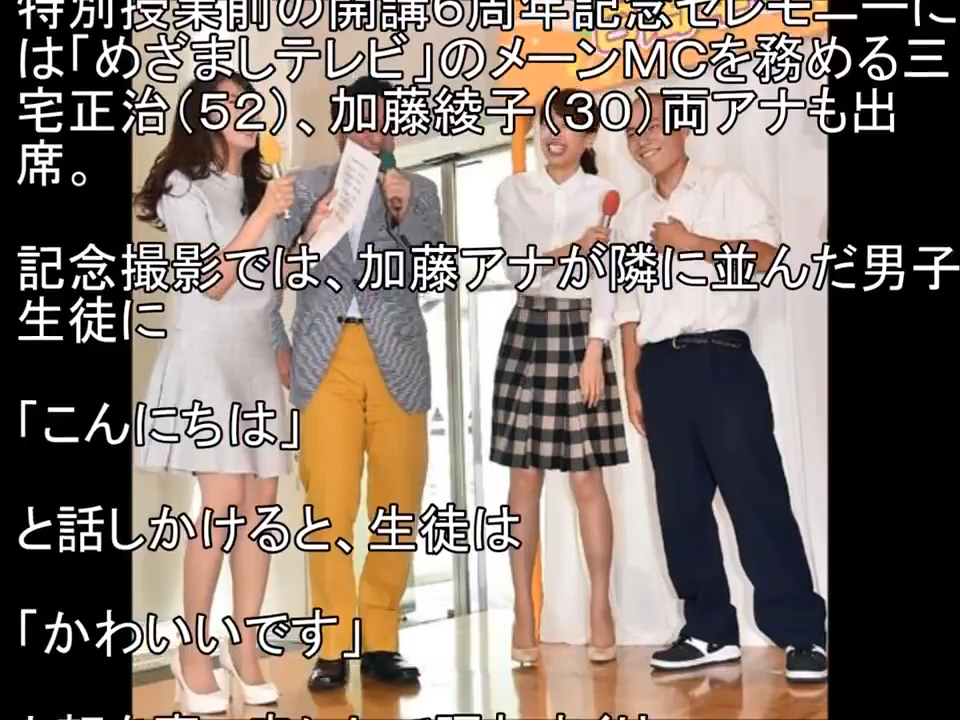 特別授業前の開講6周年記念セレモニーに
は「めざましテレビ」のメーンMCを務める三
宅正治（52）、加藤綾子（30）両アナも出
席。
記念撮影では、加藤アナが隣に並んだ男子
生徒に
「こんにちは」
と話しかけると、生徒は
「かわいいです」